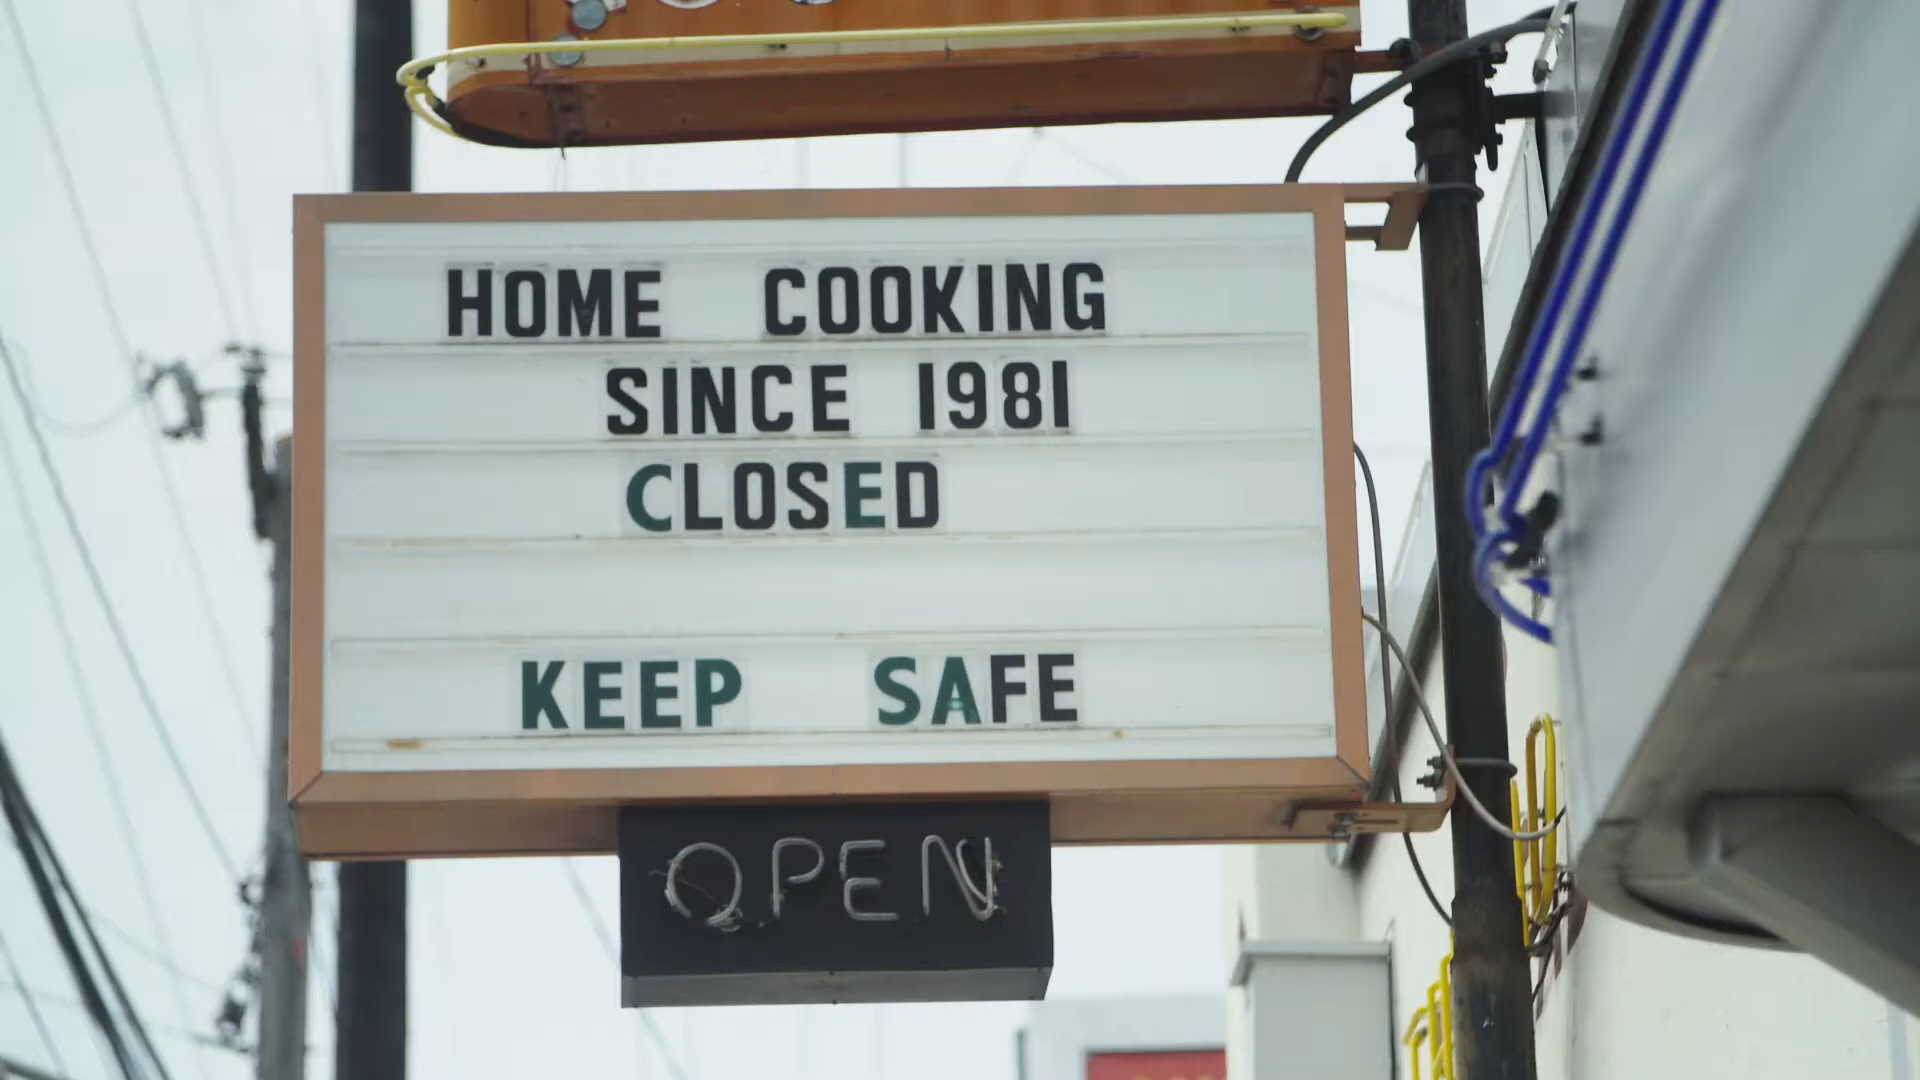 HOME COOKING
SINCE 1981
CLOSED
KEEP SAFE
OPEN